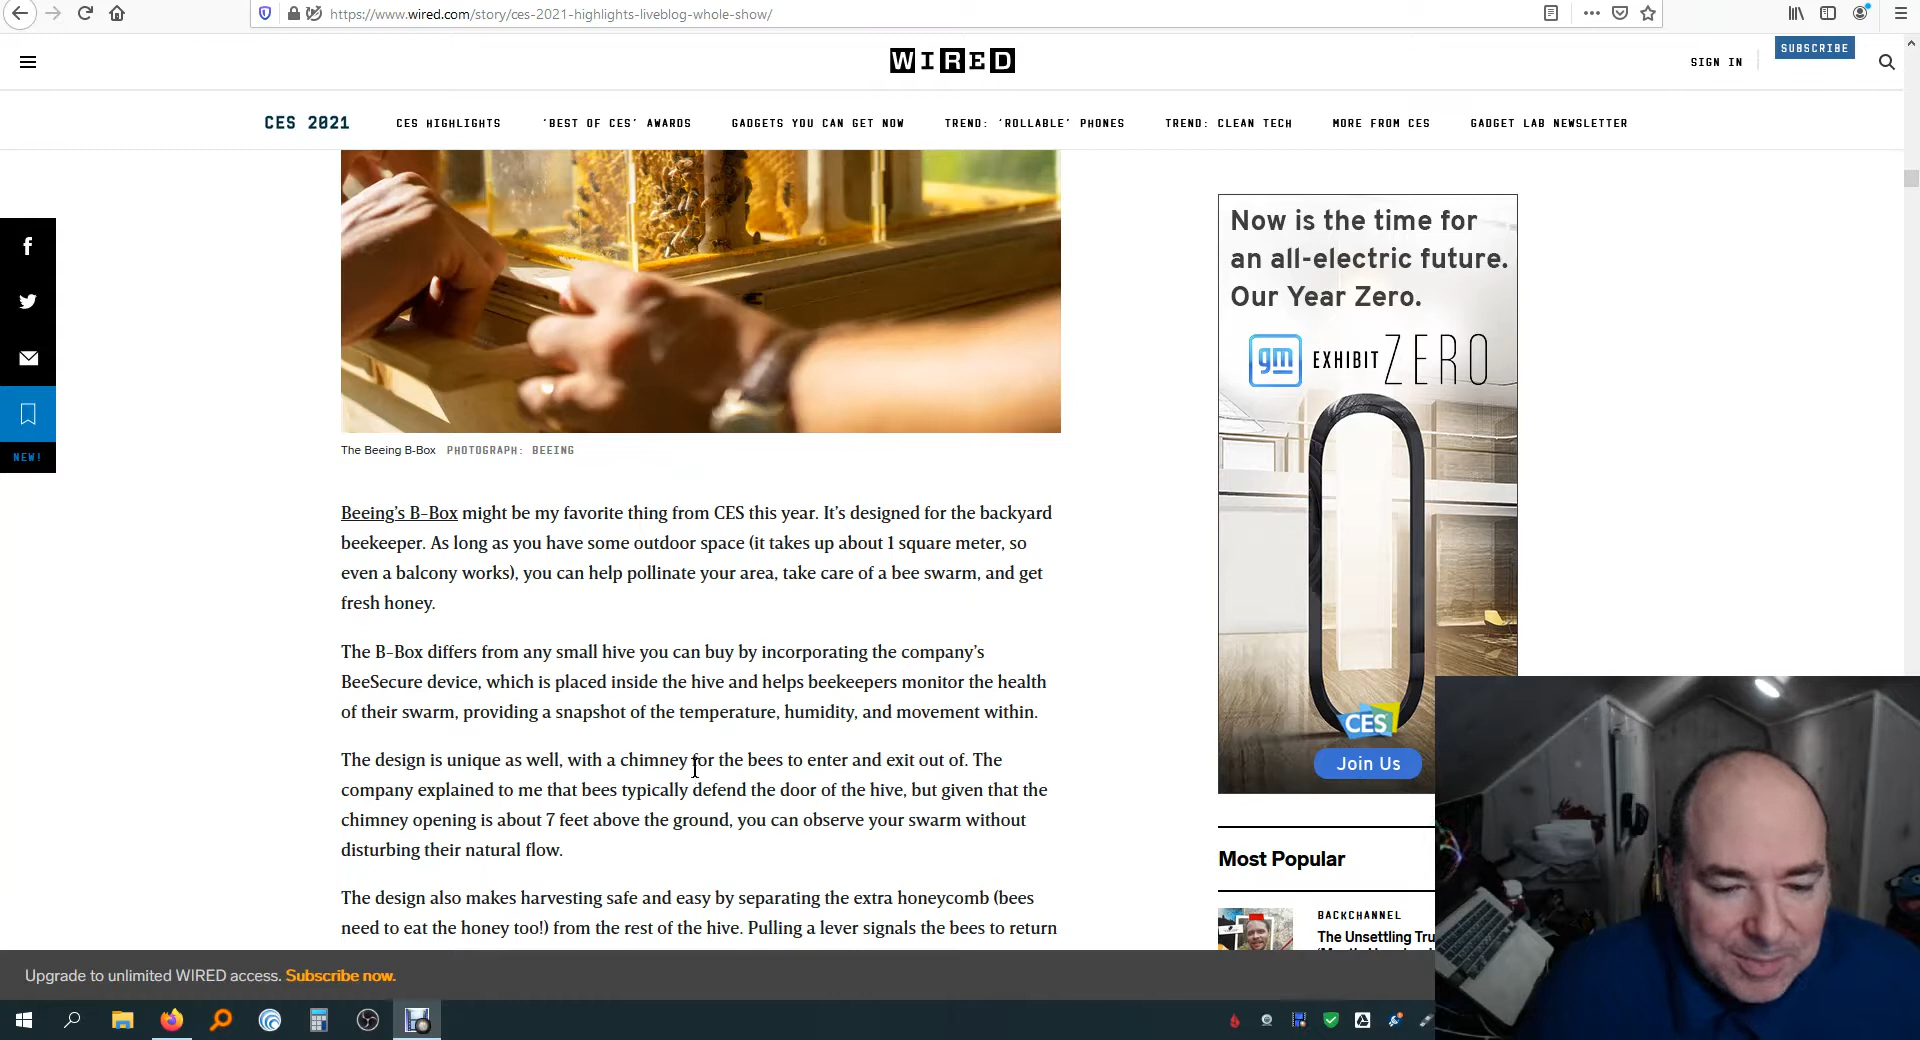 https://www.wired.com/story/ces-2021-highlights-liveblog-whole-show/
WIRED
SIGN IN
SUBSCRIBE
CES 2021
CES HIGHLIGHTS
‘BEST OF CES’ AWARDS
GADGETS YOU CAN GET NOW
TREND: ‘ROLLABLE’ PHONES
TREND: CLEAN TECH
MORE FROM CES
GADGET LAB NEWSLETTER
NEW!
The Beeing B-Box PHOTOGRAPH: BEEING
Beeing’s B-Box might be my favorite thing from CES this year. It’s designed for the backyard
beekeeper. As long as you have some outdoor space (it takes up about 1 square meter, so
even a balcony works), you can help pollinate your area, take care of a bee swarm, and get
fresh honey.
The B-Box differs from any small hive you can buy by incorporating the company’s
BeeSecure device, which is placed inside the hive and helps beekeepers monitor the health
of their swarm, providing a snapshot of the temperature, humidity, and movement within.
The design is unique as well, with a chimney for the bees to enter and exit out of. The
company explained to me that bees typically defend the door of the hive, but given that the
chimney opening is about 7 feet above the ground, you can observe your swarm without
disturbing their natural flow.
The design also makes harvesting safe and easy by separating the extra honeycomb (bees
need to eat the honey too!) from the rest of the hive. Pulling a lever signals the bees to return
Now is the time for
an all-electric future.
Our Year Zero.
gm EXHIBIT ZERO
CES
Join Us
Most Popular
BACKCHANNEL
The Unsettling
Upgrade to unlimited WIRED access. Subscribe now.